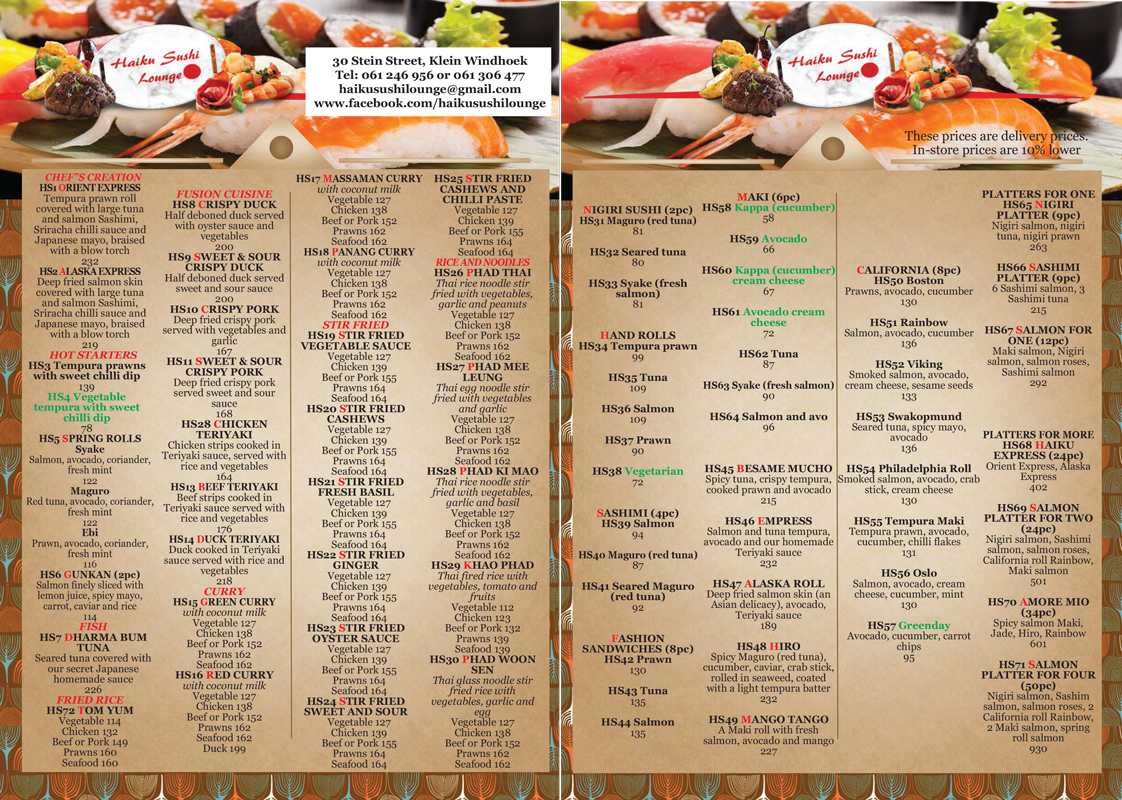 Haiku Sushi
Lounge
30 Stein Street, Klein Windhoek
Tel: 061 246 956 or 061 306 477
haikusushilounge@gmail.com
www.facebook.com/haikusushilounge
CHEF"S CREATION
HS1 ORIENT EXPRESS
Tempura prawn roll
covered with large tuna
and salmon Sashimi,
Sriracha chilli sauce and
Japanese mayo, braised
with a blow torch
232
HS2 ALASKA EXPRESS
Deep fried salmon skin
covered with large tuna
and salmon Sashimi,
Sriracha chilli sauce and
Japanese mayo, braised
with a blow torch
219
HOT STARTERS
HS3 Tempura prawns
with sweet chilli dip
139
HS4 Vegetable
tempura with sweet
chilli dip
78
HS5 SPRING ROLLS
Syake
Salmon, avocado, coriander,
fresh mint
122
Maguro
Red tuna, avocado, coriander,
fresh mint
122
Ebi
Prawn, avocado, coriander,
fresh mint
116
HS6 GUNKAN (2pc)
Salmon finely sliced with
lemon juice, spicy mayo,
carrot, caviar and rice
114
FISH
HS7 DHARMA BUM
TUNA
Seared tuna covered with
our secret Japanese
homemade sauce
226
FRIED RICE
HS72 TOM YUM
Vegetable 114
Chicken 132
Beef or Pork 149
Prawns 160
Seafood 160
FUSION CUISINE
HS8 CRISPY DUCK
Half deboned duck served
with oyster sauce and
vegetables
200
HS9 SWEET & SOUR
CRISPY DUCK
Half deboned duck served
sweet and sour sauce
200
HS10 CRISPY PORK
Deep fried crispy pork
served with vegetables and
garlic
167
HS11 SWEET & SOUR
CRISPY PORK
Deep fried crispy pork
served sweet and sour
sauce
168
HS28 CHICKEN
TERIYAKI
Chicken strips cooked in
Teriyaki sauce, served with
rice and vegetables
164
HS13 BEEF TERIYAKI
Beef strips cooked in
Teriyaki sauce served with
rice and vegetables
176
HS14 DUCK TERIYAKI
Duck cooked in Teriyaki
sauce served with rice and
vegetables
218
CURRY
HS15 GREEN CURRY
with coconut milk
Vegetable 127
Chicken 138
Beef or Pork 152
Prawns 162
Seafood 162
HS16 RED CURRY
with coconut milk
Vegetable 127
Chicken 138
Beef or Pork 152
Prawns 162
Seafood 162
Duck 199
HS17 MASSAMAN CURRY
with coconut milk
Vegetable 127
Chicken 138
Beef or Pork 152
Prawns 162
Seafood 162
HS18 PANANG CURRY
with coconut milk
Vegetable 127
Chicken 138
Beef or Pork 152
Prawns 162
Seafood 162
STIR FRIED
HS19 STIR FRIED
VEGETABLE SAUCE
Vegetable 127
Chicken 139
Beef or Pork 155
Prawns 164
Seafood 164
HS20 STIR FRIED
CASHEWS
Vegetable 127
Chicken 139
Beef or Pork 155
Prawns 164
Seafood 164
HS21 STIR FRIED
FRESH BASIL
Vegetable 127
Chicken 139
Beef or Pork 155
Prawns 164
Seafood 164
HS22 STIR FRIED
GINGER
Vegetable 127
Chicken 139
Beef or Pork 155
Prawns 164
Seafood 164
HS23 STIR FRIED
OYSTER SAUCE
Vegetable 127
Chicken 139
Beef or Pork 155
Prawns 164
Seafood 164
HS24 STIR FRIED
SWEET AND SOUR
Vegetable 127
Chicken 139
Beef or Pork 155
Prawns 164
Seafood 164
HS25 STIR FRIED
CASHEWS AND
CHILLI PASTE
Vegetable 127
Chicken 139
Beef or Pork 155
Prawns 164
Seafood 164
RICE AND NOODLES
HS26 PHAD THAI
Thai rice noodle stir
fried with vegetables,
garlic and peanuts
Vegetable 127
Chicken 138
Beef or Pork 152
Prawns 162
Seafood 162
HS27 PHAD MEE
LEUNG
Thai egg noodle stir
fried with vegetables
and garlic
Vegetable 127
Chicken 138
Beef or Pork 152
Prawns 162
Seafood 162
HS28 PHAD KI MAO
Thai rice noodle stir
fried with vegetables,
garlic and basil
Vegetable 127
Chicken 138
Beef or Pork 152
Prawns 162
Seafood 162
HS29 KHAO PHAD
Thai fired rice with
vegetables, tomato and
fruits
Vegetable 112
Chicken 123
Beef or Pork 132
Prawns 139
Seafood 139
HS30 PHAD WOON
SEN
Thai glass noodle stir
fried rice with
vegetables, garlic and
egg
Vegetable 127
Chicken 138
Beef or Pork 152
Prawns 162
Seafood 162
Haiku Sushi
Lounge
These prices are delivery prices.
In-store prices are 10% lower
NIGIRI SUSHI (2pc)
HS31 Maguro (red tuna)
81
HS32 Seared tuna
80
HS33 Syake (fresh
salmon)
81
HAND ROLLS
HS34 Tempura prawn
99
HS35 Tuna
109
HS36 Salmon
109
HS37 Prawn
90
HS38 Vegetarian
72
SASHIMI (4pc)
HS39 Salmon
94
HS40 Maguro (red tuna)
87
HS41 Seared Maguro
(red tuna)
92
FASHION
SANDWICHES (8pc)
HS42 Prawn
130
HS43 Tuna
135
HS44 Salmon
135
MAKI (6pc)
HS58 Kappa (cucumber)
58
HS59 Avocado
66
HS60 Kappa (cucumber)
cream cheese
67
HS61 Avocado cream
cheese
72
HS62 Tuna
87
HS63 Syake (fresh salmon)
90
HS64 Salmon and avo
96
HS45 BESAME MUCHO
Spicy tuna, crispy tempura,
cooked prawn and avocado
215
HS46 EMPRESS
Salmon and tuna tempura,
avocado and our homemade
Teriyaki sauce
232
HS47 ALASKA ROLL
Deep fried salmon skin (an
Asian delicacy), avocado,
Teriyaki sauce
189
HS48 HIRO
Spicy Maguro (red tuna),
cucumber, caviar, crab stick,
rolled in seaweed, coated
with a light tempura batter
232
HS49 MANGO TANGO
A Maki roll with fresh
salmon, avocado and mango
227
CALIFORNIA (8pc)
HS50 Boston
Prawns, avocado, cucumber
130
HS51 Rainbow
Salmon, avocado, cucumber
136
HS52 Viking
Smoked salmon, avocado,
cream cheese, sesame seeds
133
HS53 Swakopmund
Seared tuna, spicy mayo,
avocado
136
HS54 Philadelphia Roll
Smoked salmon, avocado, crab
stick, cream cheese
130
HS55 Tempura Maki
Tempura prawn, avocado,
cucumber, chilli flakes
131
HS56 Oslo
Salmon, avocado, cream
cheese, cucumber, mint
130
HS57 Greenday
Avocado, cucumber, carrot
chips
95
PLATTERS FOR ONE
HS65 NIGIRI
PLATTER (9pc)
Nigiri salmon, nigiri
tuna, nigiri prawn
263
HS66 SASHIMI
PLATTER (9pc)
6 Sashimi salmon, 3
Sashimi tuna
215
HS67 SALMON FOR
ONE (12pc)
Maki salmon, Nigiri
salmon, salmon roses,
Sashimi salmon
292
PLATTERS FOR MORE
HS68 HAIKU
EXPRESS (24pc)
Orient Express, Alaska
Express
402
HS69 SALMON
PLATTER FOR TWO
(24pc)
Nigiri salmon, Sashimi
salmon, salmon roses,
California roll Rainbow,
Maki salmon
501
HS70 AMORE MIO
(34pc)
Spicy salmon Maki,
Jade, Hiro, Rainbow
601
HS71 SALMON
PLATTER FOR FOUR
(50pc)
Nigiri salmon, Sashim
salmon, salmon roses, 2
California roll Rainbow,
2 Maki salmon, spring
roll salmon
930